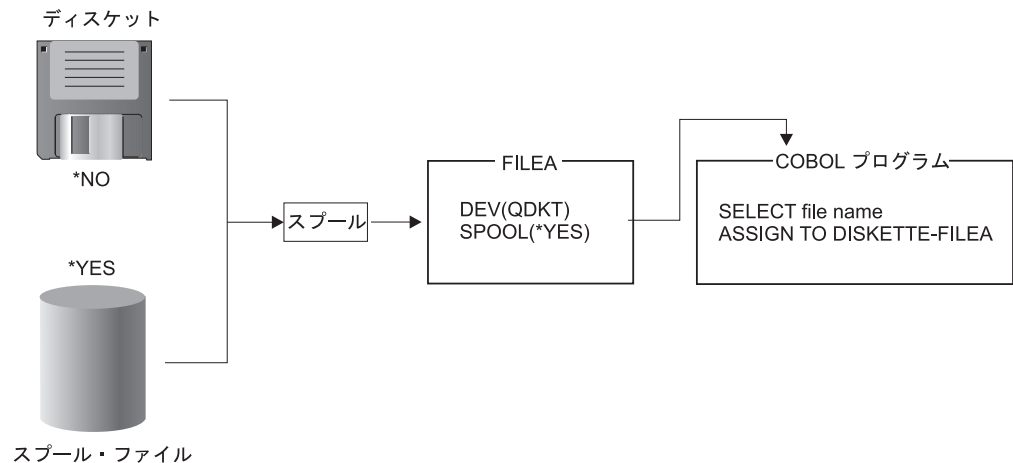 ディスケット
*NO
*YES
スプール・ファイル
スプール
FILEA
DEV(QDKT)
SPOOL(*YES)
COBOL プログラム
SELECT file name
ASSIGN TO DISKETTE-FILEA